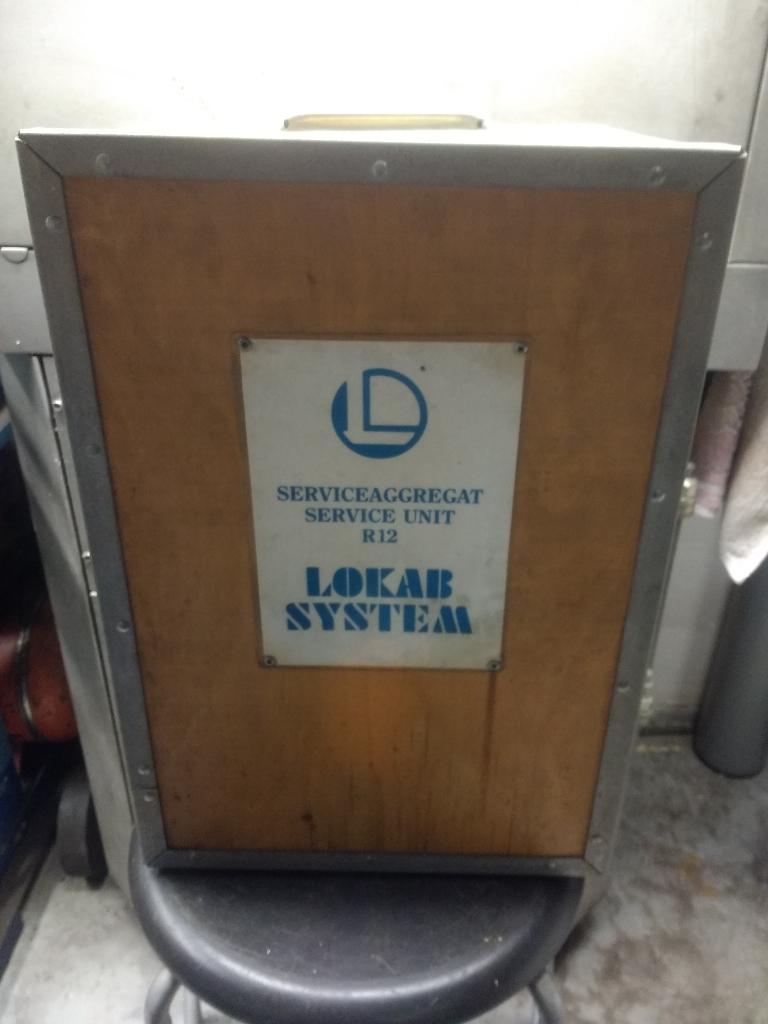 SERVICEAGGREGAT
SERVICE UNIT
R12
LOKAB
SYSTEM